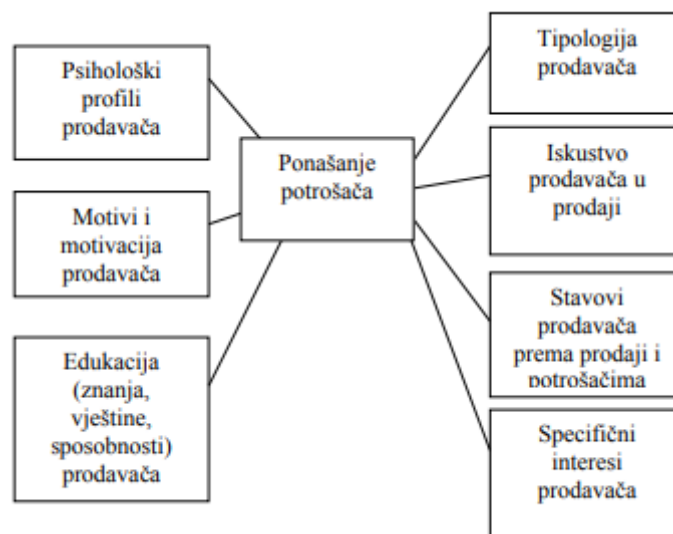 Psihološki
profili
prodavača
Motivi i
motivacija
prodavača
Edukacija
(znanja,
vještine,
sposobnosti)
prodavača
Ponašanje
potrošača
Tipologija
prodavača
Iskustvo
prodavača u
prodaji
Stavovi
prodavača
prema prodaji i
potrošačima
Specifični
interesi
prodavača